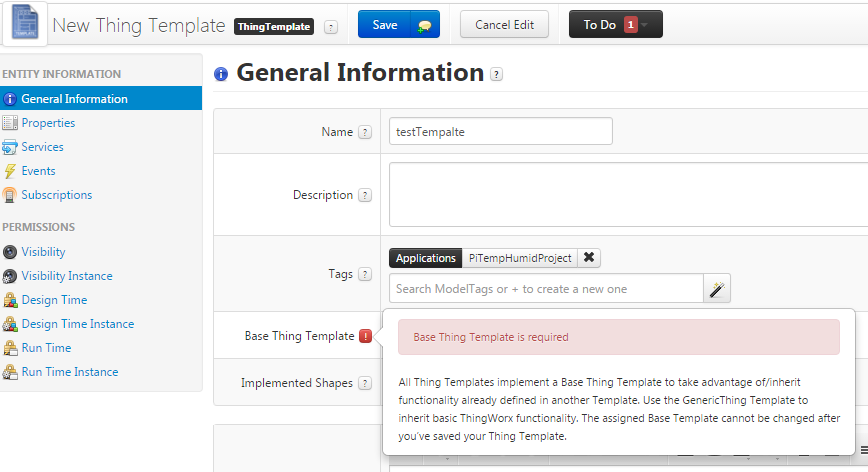 New Thing Template ThingTemplate ? Save Cancel Edit To Do 1
ENTITY INFORMATION
General Information
Properties
Services
Events
Subscriptions
PERMISSIONS
Visibility
Visibility Instance
Design Time
Design Time Instance
Run Time
Run Time Instance
General Information ?
Name ? testTempalte
Description ?
Tags ? Applications PiTempHumidProject ✖
Search ModelTags or + to create a new one
Base Thing Template !
Base Thing Template is required
All Thing Templates implement a Base Thing Template to take advantage of/inherit
functionality already defined in another Template. Use the GenericThing Template to
inherit basic ThingWorx functionality. The assigned Base Template cannot be changed after
you've saved your Thing Template.
Implemented Shapes ?